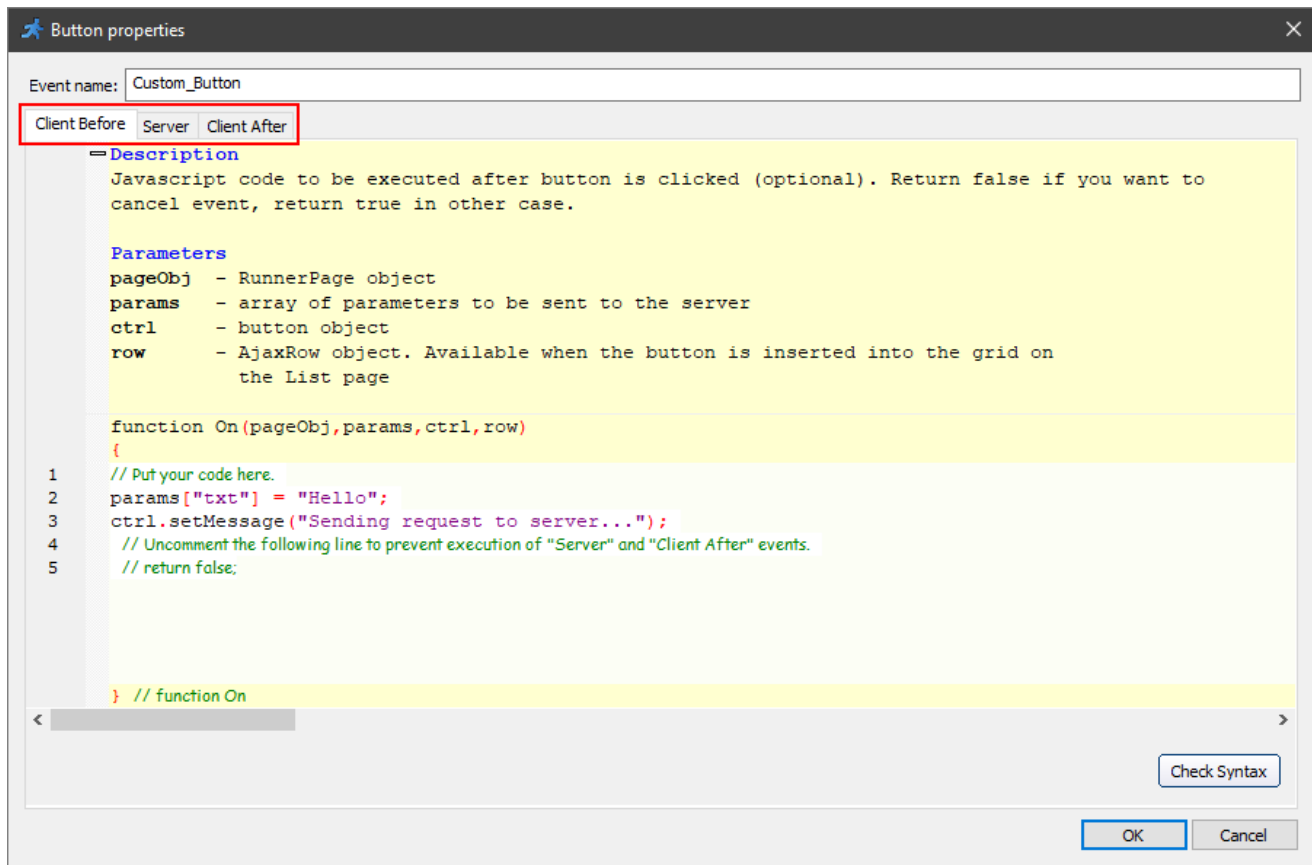 Button properties
Event name: Custom_Button
Client Before Server Client After
Description
Javascript code to be executed after button is clicked (optional). Return false if you want to
cancel event, return true in other case.
Parameters
pageObj - RunnerPage object
params - array of parameters to be sent to the server
ctrl - button object
row - AjaxRow object. Available when the button is inserted into the grid on
the List page
function On(pageObj,params,ctrl,row)
{
1 // Put your code here.
2 params["txt"] = "Hello";
3 ctrl.setMessage("Sending request to server...");
4 // Uncomment the following line to prevent execution of "Server" and "Client After" events.
5 // return false;
} // function On
Check Syntax
OK Cancel